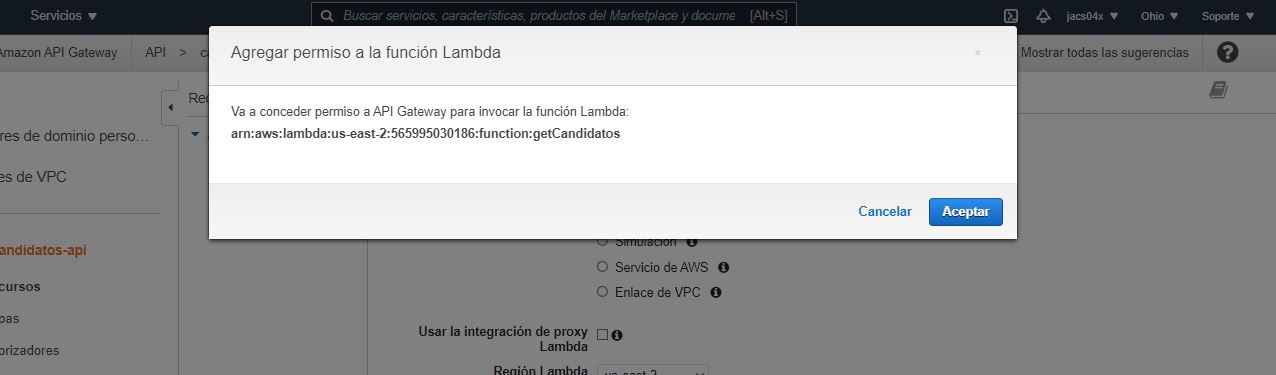 Servicios
Buscar servicios, características, productos del Marketplace y docume [Alt+S]
jacs04x
Ohio
Soporte
Amazon API Gateway
API >
Mostrar todas las sugerencias
Agregar permiso a la función Lambda
Va a conceder permiso a API Gateway para invocar la función Lambda:
arn:aws:lambda:us-east-2:565995030186:function:getCandidatos
Cancelar
Aceptar
res de dominio perso...
es de VPC
andidatos-api
cursos
pas
orizadores
Simulación
Servicio de AWS
Enlace de VPC
Usar la integración de proxy
Lambda
Región Lambda
us-east-2